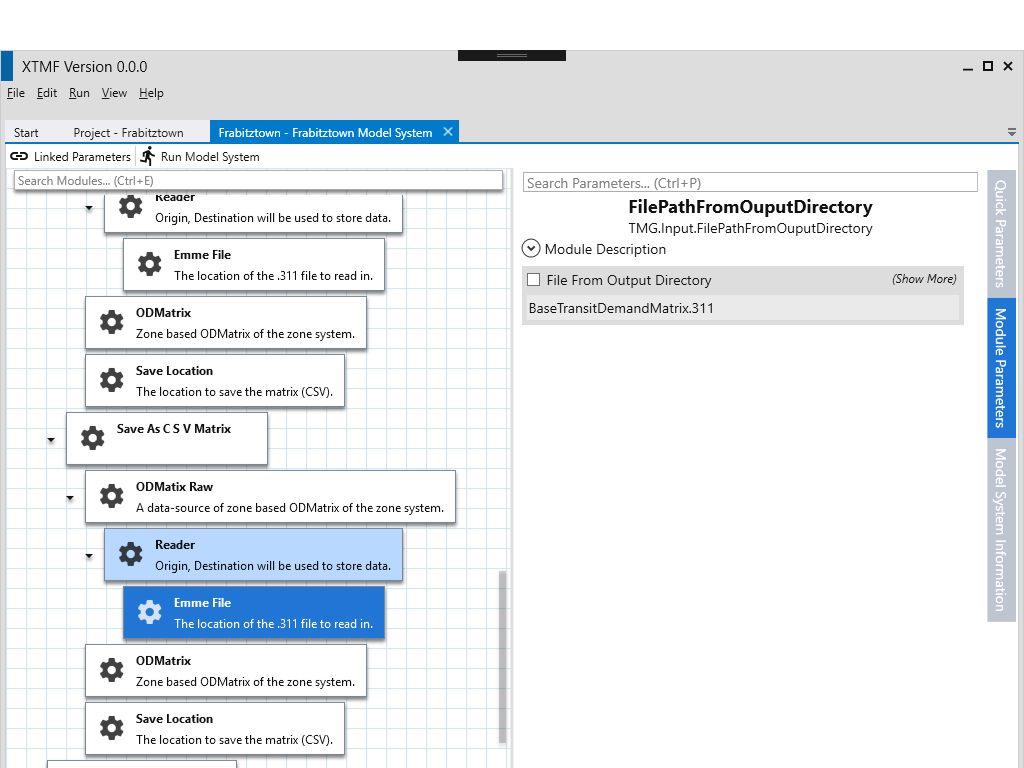 XTMF Version 0.0.0
File Edit Run View Help
Start Project - Frabitztown Frabitztown - Frabitztown Model System
Linked Parameters Run Model System
Search Modules... (Ctrl+E)
Reader
Origin, Destination will be used to store data.
Emme File
The location of the .311 file to read in.
ODMatrix
Zone based ODMatrix of the zone system.
Save Location
The location to save the matrix (CSV).
Save As C S V Matrix
ODMatix Raw
A data-source of zone based ODMatrix of the zone system.
Reader
Origin, Destination will be used to store data.
Emme File
The location of the .311 file to read in.
ODMatrix
Zone based ODMatrix of the zone system.
Save Location
The location to save the matrix (CSV).
Search Parameters... (Ctrl+P)
FilePathFromOuputDirectory
TMG.Input.FilePathFromOuputDirectory
Module Description
File From Output Directory (Show More)
BaseTransitDemandMatrix.311
Quick Parameters
Module Parameters
Model System Information